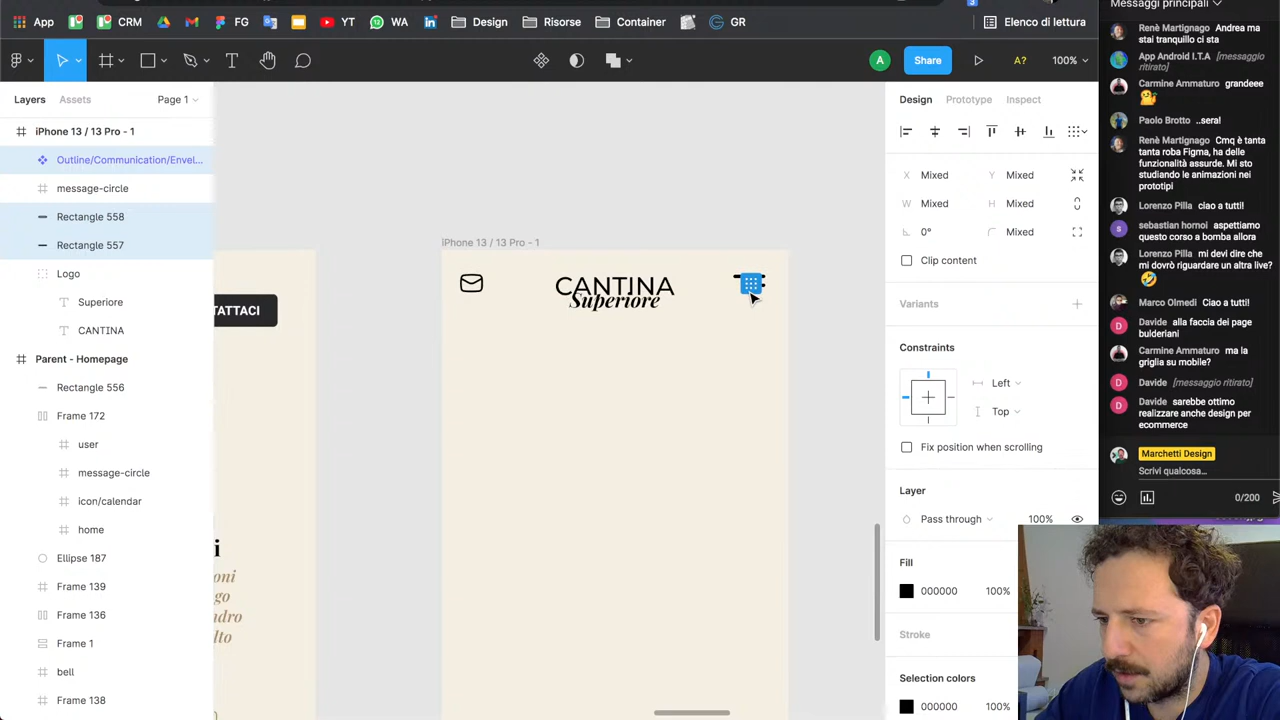 Messaggi principali
App
CRM
FG
YT
WA
Design
Risorse
Container
GR
Elenco di lettura
3
A
Share
A?
100%
Layers
Assets
Page 1
iPhone 13 / 13 Pro - 1
Outline/Communication/Envel...
message-circle
Rectangle 558
Rectangle 557
Logo
Superiore
CANTINA
Parent - Homepage
Rectangle 556
Frame 172
user
message-circle
icon/calendar
home
Ellipse 187
Frame 139
Frame 136
Frame 1
bell
Frame 138
TATTACI
i
oni
go
ndro
lto
iPhone 13 / 13 Pro - 1
CANTINA
Superiore
Design
Prototype
Inspect
X Mixed
Y Mixed
W Mixed
H Mixed
0°
Mixed
Clip content
Variants
Constraints
Left
Top
Fix position when scrolling
Layer
Pass through
100%
Fill
000000
100%
Stroke
Selection colors
000000
100%
Renè Martignago Andrea ma
stai tranquillo ci sta
App Android I.T.A [messaggio
ritirato]
Carmine Ammaturo grandeee
Paolo Brotto ..sera!
Renè Martignago Cmq è tanta
tanta roba Figma, ha delle
funzionalità assurde. Mi sto
studiando le animazioni nei
prototipi
Lorenzo Pilla ciao a tutti!
sebastian hornoi aspettiamo
questo corso a bomba allora
Lorenzo Pilla mi devi dire che
mi dovrò riguardare un altra live?
Marco Olmedi Ciao a tutti!
Davide alla faccia dei page
bulderiani
Carmine Ammaturo ma la
griglia su mobile?
Davide [messaggio ritirato]
Davide sarebbe ottimo
realizzare anche design per
ecommerce
Marchetti Design
Scrivi qualcosa...
0/200